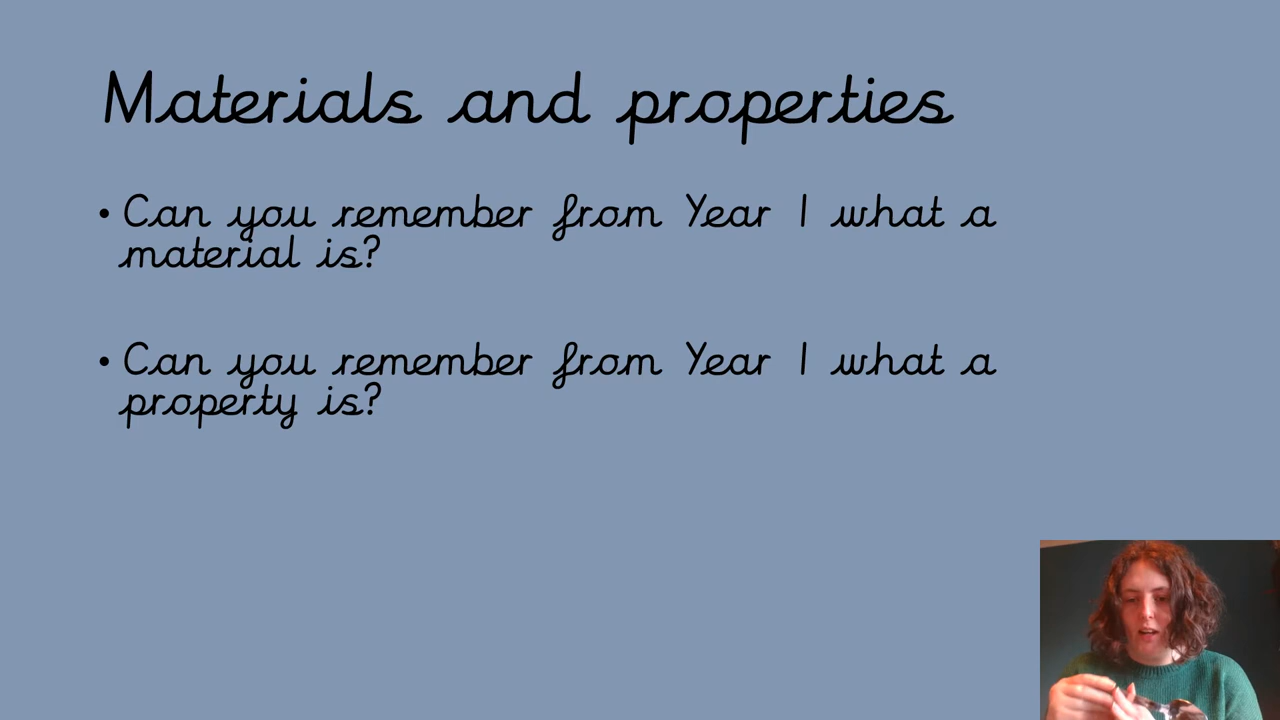 Materials and properties
• Can you remember from Year 1 what a
material is?
• Can you remember from Year 1 what a
property is?